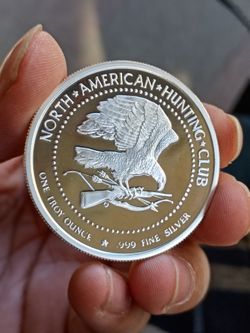 NORTH ★ AMERICAN ★ HUNTING ★ CLUB
ONE TROY OUNCE ★ .999 FINE SILVER